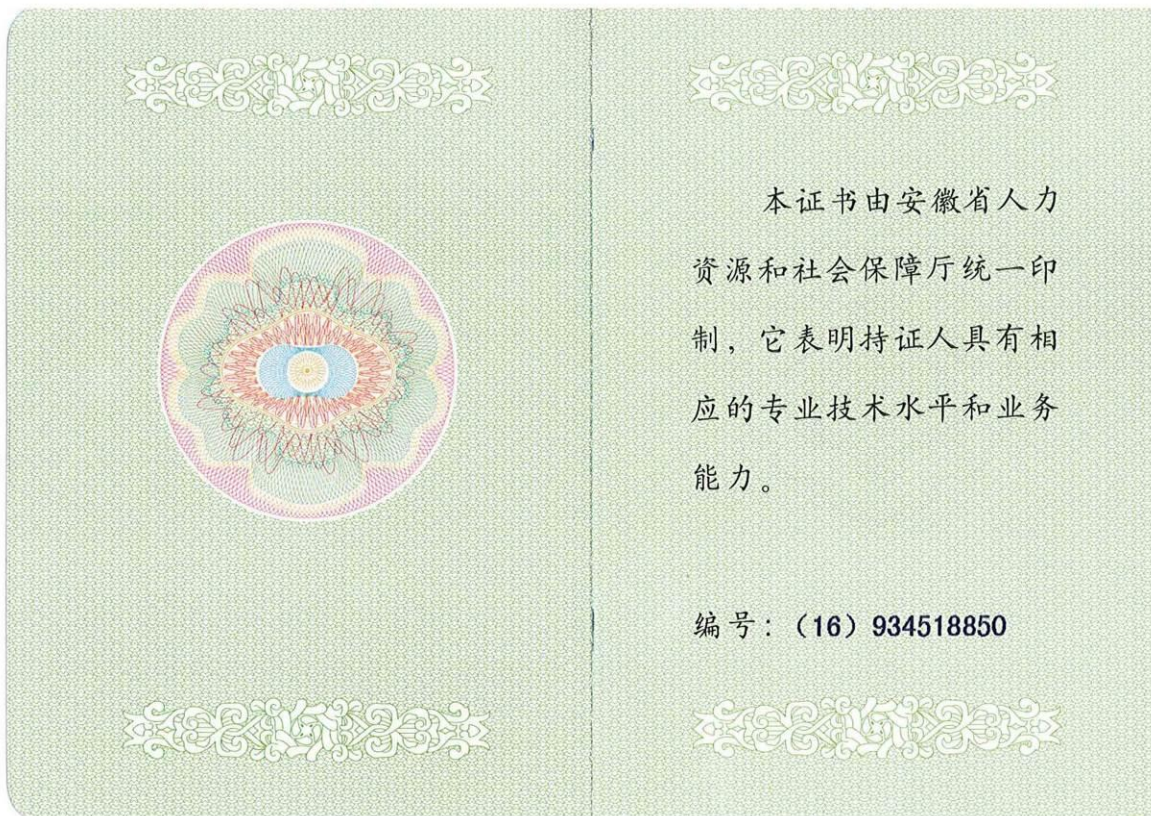 本证书由安徽省人力
资源和社会保障厅统一印
制，它表明持证人具有相
应的专业技术水平和业务
能力。
编号：（16）934518850